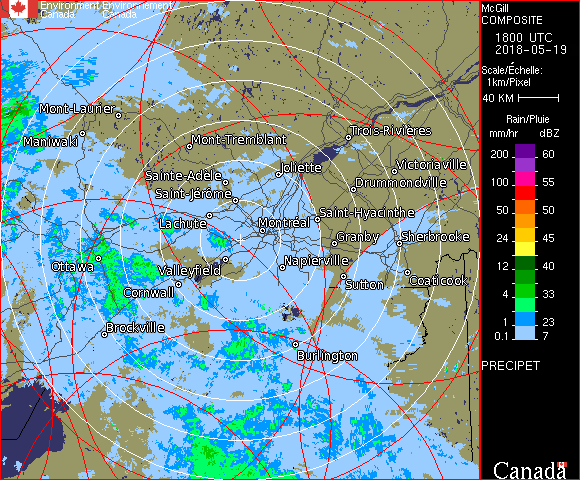 Environment Environnement
Canada Canada
McGill
COMPOSITE
1800 UTC
2018-05-19
Scale/Échelle:
1km/Pixel
40 KM
Rain/Pluie
mm/hr dBZ
200 60
100 55
50 50
24 45
12 40
4 33
1 23
0.1 7
PRECIPET
Mont-Laurier
Maniwaki
Mont-Tremblant
Trois-Rivières
Sainte-Adèle
Joliette
Victoriaville
Saint-Jérôme
Drummondville
Lachute
Montréal
Saint-Hyacinthe
Granby
Sherbrooke
Ottawa
Valleyfield
Napierville
Cornwall
Sutton
Coaticook
Brockville
Burlington
Canada